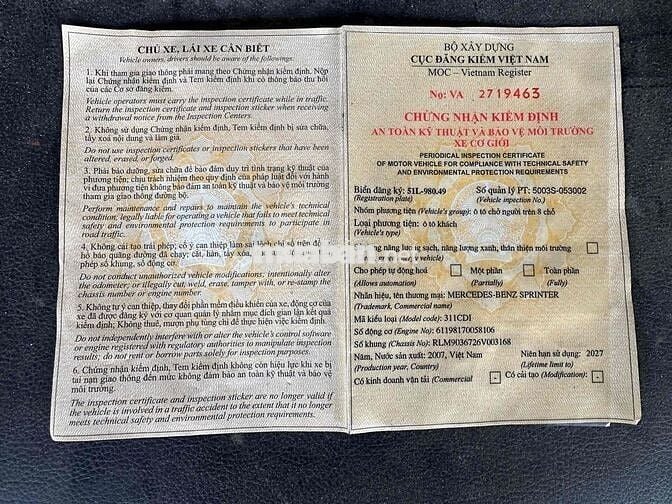 CHỦ XE, LÁI XE CẦN BIẾT
Vehicle owners, drivers should be aware of the followings:
1. Khi tham gia giao thông phải mang theo Chứng nhận kiểm định. Nộp
lại Chứng nhận kiểm định và Tem kiểm định khi có thông báo thu hồi
của các Cơ sở đăng kiểm.
Vehicle operators must carry the inspection certificate while in traffic.
Return the inspection certificate and inspection sticker when receiving
a withdrawal notice from the Inspection Centers.
2. Không sử dụng Chứng nhận kiểm định, Tem kiểm định bị sửa chữa,
tẩy xoá nội dung và làm giả.
Do not use inspection certificates or inspection stickers that have been
altered, erased, or forged.
3. Phải bảo dưỡng, sửa chữa để bảo đảm duy trì tình trạng kỹ thuật của
phương tiện; chịu trách nhiệm theo quy định của pháp luật đối với hành
vi đưa phương tiện không bảo đảm an toàn kỹ thuật và bảo vệ môi trường
tham gia giao thông đường bộ.
Perform maintenance and repairs to maintain the vehicle's technical
condition; legally liable for operating a vehicle that fails to meet technical
safety and environmental protection requirements to participate in
road traffic.
4. Không cải tạo trái phép; cố ý can thiệp làm sai lệch chỉ số trên đồng
hồ báo quãng đường đã chạy; cắt, hàn, tẩy xoá,
phép số khung, số động cơ.
Do not conduct unauthorized vehicle modifications; intentionally alter
the odometer; or illegally cut, weld, erase, tamper with, or re-stamp the
chassis number or engine number.
5. Không tự ý can thiệp, thay đổi phần mềm điều khiển của xe, động cơ của
xe đã được đăng ký với cơ quan quản lý nhằm mục đích gian lận kết quả
kiểm định; Không thuê, mượn phụ tùng chỉ để thực hiện việc kiểm định.
Do not independently interfere with or alter the vehicle's control software
or engine registered with regulatory authorities to manipulate inspection
results; do not rent or borrow parts solely for inspection purposes.
6. Chứng nhận kiểm định, Tem kiểm định không còn hiệu lực khi xe bị
tai nạn giao thông đến mức không đảm bảo an toàn kỹ thuật và bảo vệ
môi trường.
The inspection certificate and inspection sticker are no longer valid if
the vehicle is involved in a traffic accident to the extent that it no longer
meets technical safety and environmental protection requirements.
BỘ XÂY DỰNG
CỤC ĐĂNG KIỂM VIỆT NAM
MOC – Vietnam Register
No: VA 2719463
CHỨNG NHẬN KIỂM ĐỊNH
AN TOÀN KỸ THUẬT VÀ BẢO VỆ MÔI TRƯỜNG
XE CƠ GIỚI
PERIODICAL INSPECTION CERTIFICATE
OF MOTOR VEHICLE FOR COMPLIANCE WITH TECHNICAL SAFETY
AND ENVIRONMENTAL PROTECTION REQUIREMENTS
Biển đăng ký: 51L-980.49 Số quản lý PT: 5003S-053002
(Registration plate) (Vehicle inspection No.)
Nhóm phương tiện (Vehicle's group): ô tô chở người trên 8 chỗ
Loại phương tiện: ô tô khách
(Vehicle's type)
năng lượng sạch, năng lượng xanh, thân thiện môi trường
Cho phép tự động hoá Một phần Toàn phần
(Allows automation) (Partially) (Fully)
Nhãn hiệu, tên thương mại: MERCEDES-BENZ SPRINTER
(Trademark, Commercial name)
Mã kiểu loại (Model code): 311CDI
Số động cơ (Engine No): 61198170058106
Số khung (Chassis No): RLM9036726V003168
Năm, Nước sản xuất: 2007, Việt Nam Niên hạn sử dụng: 2027
(Production year, Country) (Lifetime limit to)
Có kinh doanh vận tải (Commercial - Có cải tạo (Modification): -